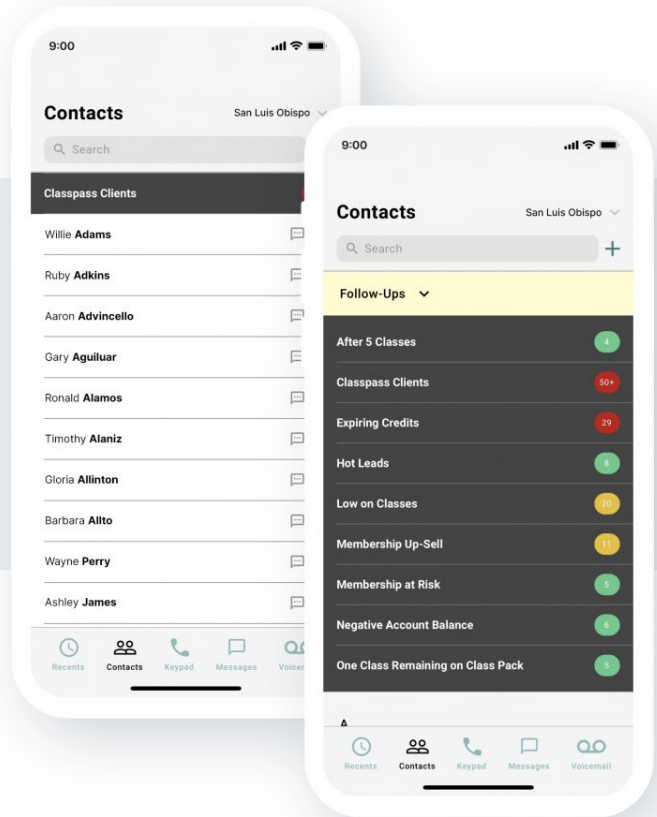 9:00
Contacts
San Luis Obispo
Search
Classpass Clients
Willie Adams
Ruby Adkins
Aaron Advincello
Gary Aguiluar
Ronald Alamos
Timothy Alaniz
Gloria Allinton
Barbara Allto
Wayne Perry
Ashley James
Recents Contacts Keypad Messages Voicem
9:00
Contacts
San Luis Obispo
Search
Follow-Ups
After 5 Classes 4
Classpass Clients 50+
Expiring Credits 29
Hot Leads 8
Low on Classes 20
Membership Up-Sell 11
Membership at Risk 5
Negative Account Balance 6
One Class Remaining on Class Pack 5
A
Recents Contacts Keypad Messages Voicemail